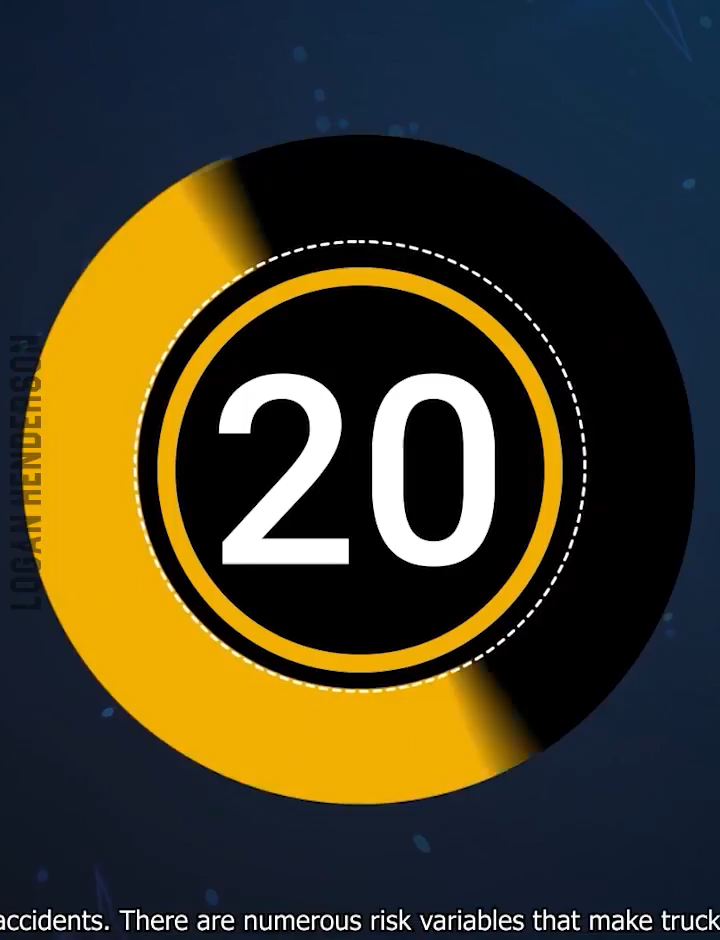 LOGAN HENDERSON
20
accidents. There are numerous risk variables that make truck